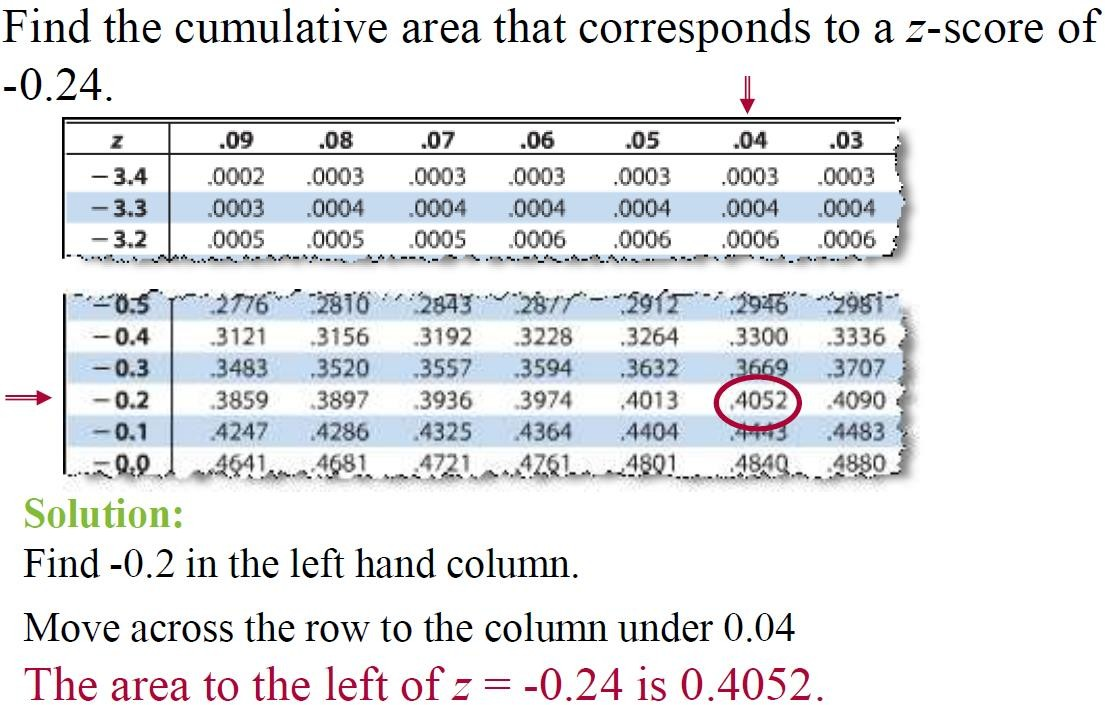 Find the cumulative area that corresponds to a z-score of
-0.24.
z .09 .08 .07 .06 .05 .04 .03
− 3.4 .0002 .0003 .0003 .0003 .0003 .0003 .0003
− 3.3 .0003 .0004 .0004 .0004 .0004 .0004 .0004
− 3.2 .0005 .0005 .0005 .0006 .0006 .0006 .0006
− 0.5 .2776 .2810 .2843 .2877 .2912 .2946 .2981
− 0.4 .3121 .3156 .3192 .3228 .3264 .3300 .3336
− 0.3 .3483 .3520 .3557 .3594 .3632 .3669 .3707
− 0.2 .3859 .3897 .3936 .3974 .4013 .4052 .4090
− 0.1 .4247 .4286 .4325 .4364 .4404 .4443 .4483
− 0.0 .4641 .4681 .4721 .4761 .4801 .4840 .4880
Solution:
Find -0.2 in the left hand column.
Move across the row to the column under 0.04
The area to the left of z = -0.24 is 0.4052.